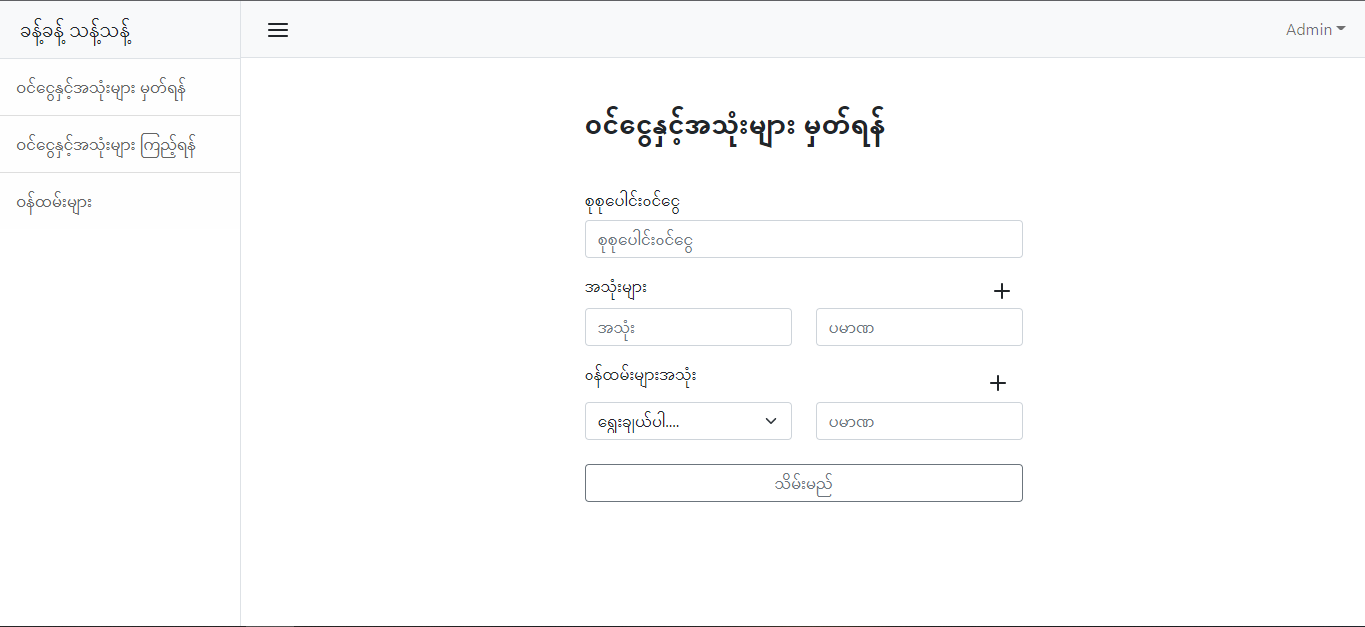 ခန့်ခန့် သန့်သန့်
Admin
ဝင်ငွေနှင့်အသုံးများ မှတ်ရန်
ဝင်ငွေနှင့်အသုံးများ ကြည့်ရန်
ဝန်ထမ်းများ
ဝင်ငွေနှင့်အသုံးများ မှတ်ရန်
စုစုပေါင်းဝင်ငွေ
စုစုပေါင်းဝင်ငွေ
အသုံးများ
အသုံး ပမာဏ
ဝန်ထမ်းများအသုံး
ရွေးချယ်ပါ.... ပမာဏ
သိမ်းမည်